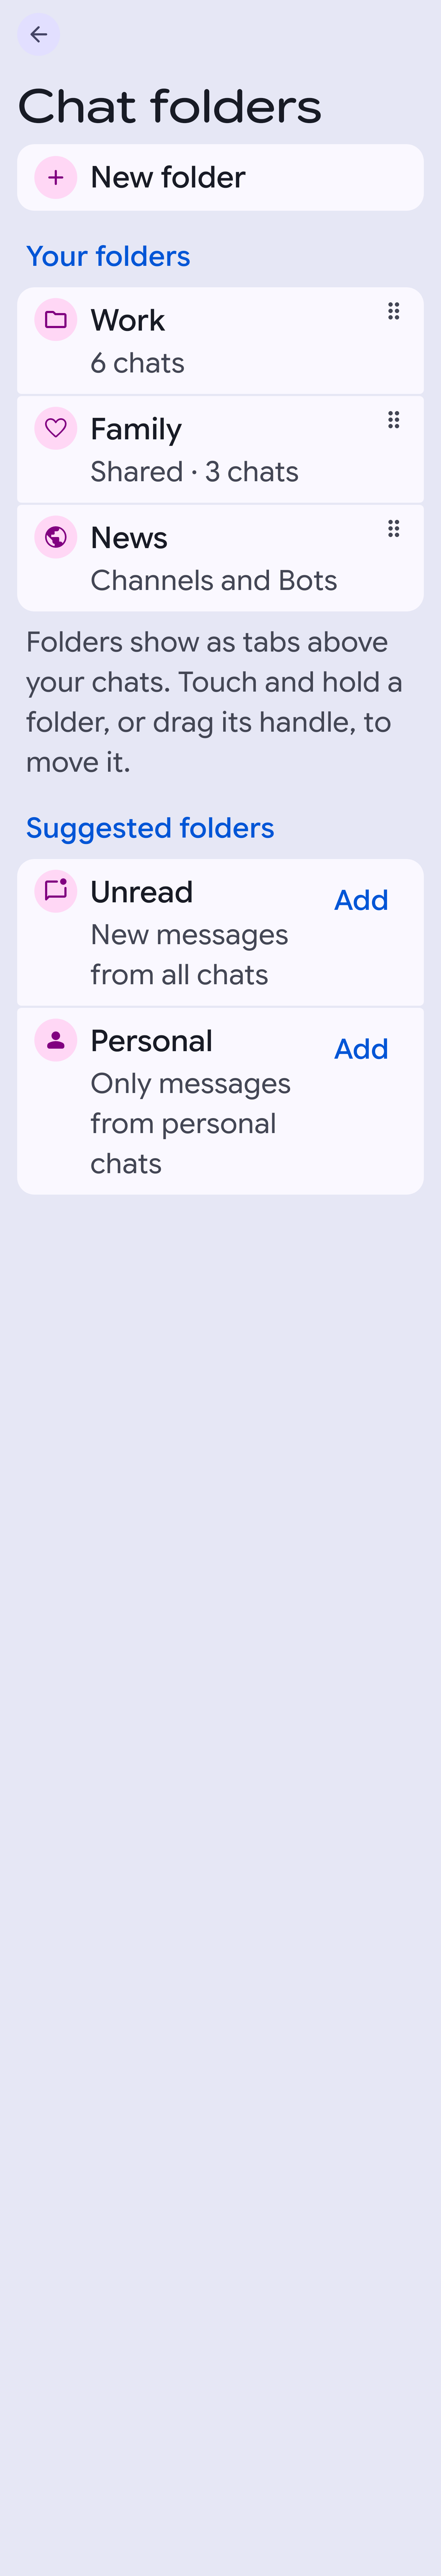 Chat folders
New folder
Your folders
Work
6 chats
Family
Shared · 3 chats
News
Channels and Bots
Folders show as tabs above
your chats. Touch and hold a
folder, or drag its handle, to
move it.
Suggested folders
Unread
Add
New messages
from all chats
Personal
Add
Only messages
from personal
chats